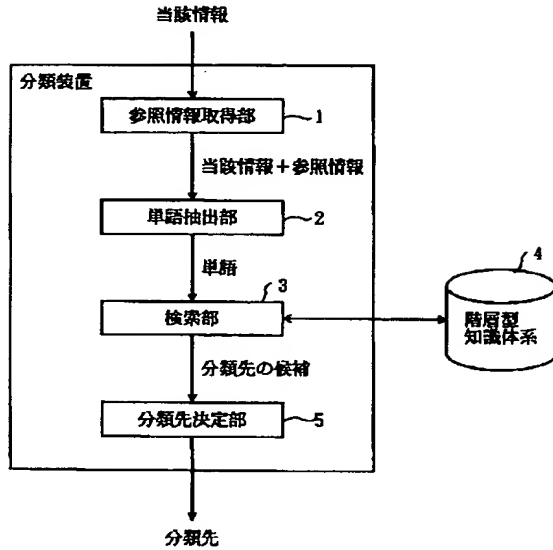 当該情報
分類装置
参照情報取得部
1
当該情報+参照情報
単語抽出部
2
単語
3
検索部
4
階層型
知識体系
分類先の候補
分類先決定部
5
分類先